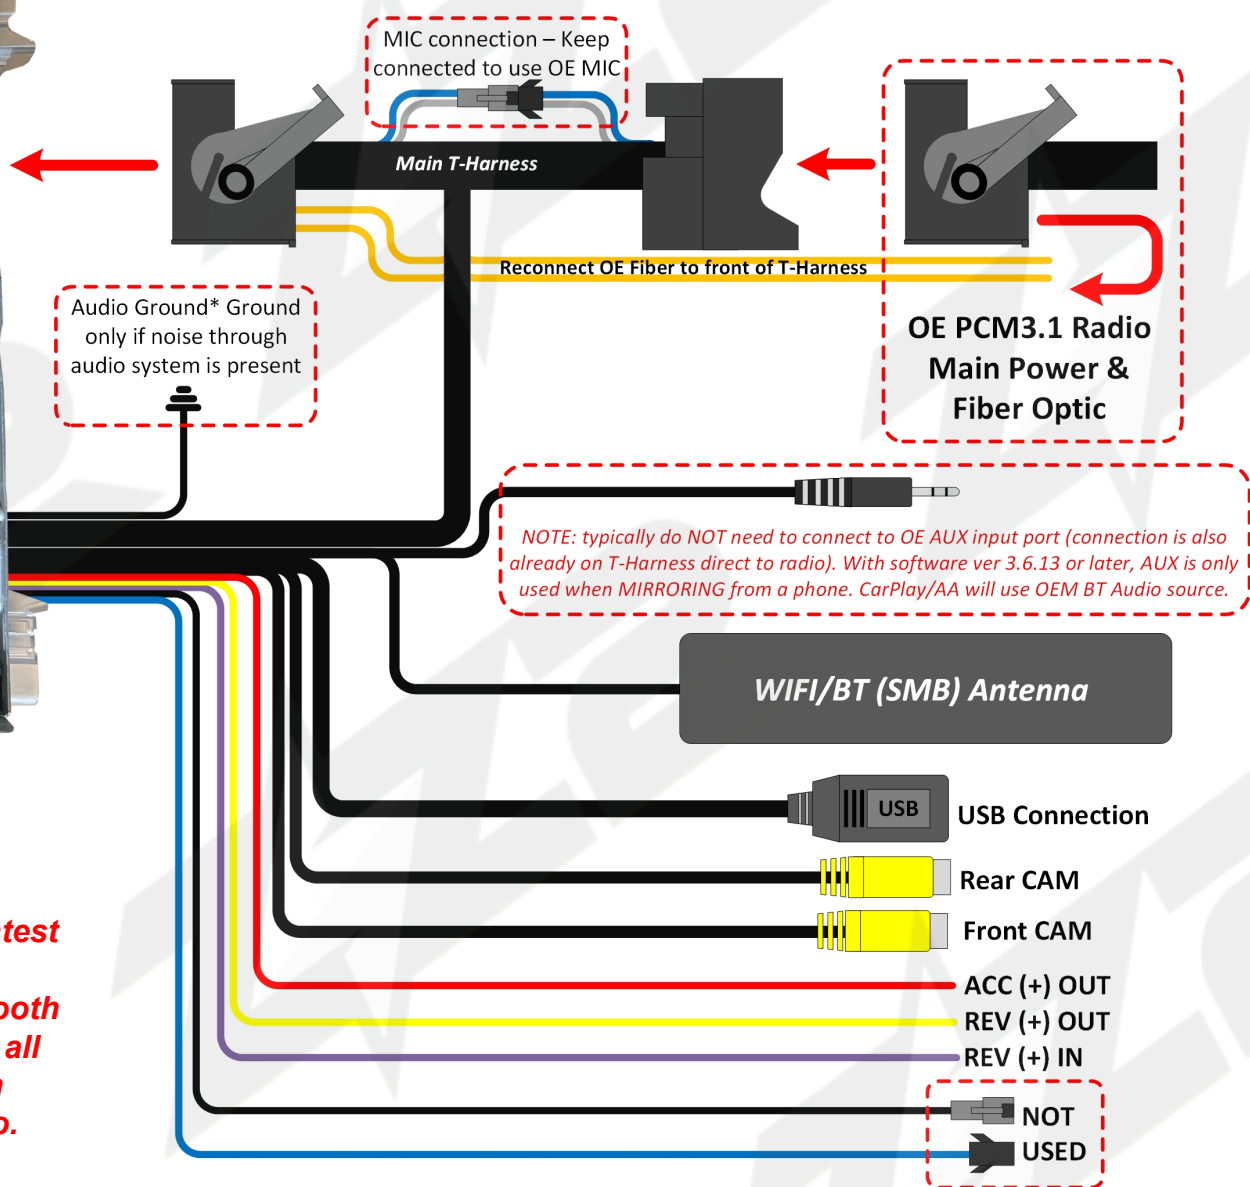 MIC connection – Keep
connected to use OE MIC
Main T-Harness
Reconnect OE Fiber to front of T-Harness
Audio Ground* Ground
only if noise through
audio system is present
OE PCM3.1 Radio
Main Power &
Fiber Optic
NOTE: typically do NOT need to connect to OE AUX input port (connection is also
already on T-Harness direct to radio). With software ver 3.6.13 or later, AUX is only
used when MIRRORING from a phone. CarPlay/AA will use OEM BT Audio source.
WIFI/BT (SMB) Antenna
USB
USB Connection
Rear CAM
Front CAM
ACC (+) OUT
REV (+) OUT
REV (+) IN
NOT
USED
all